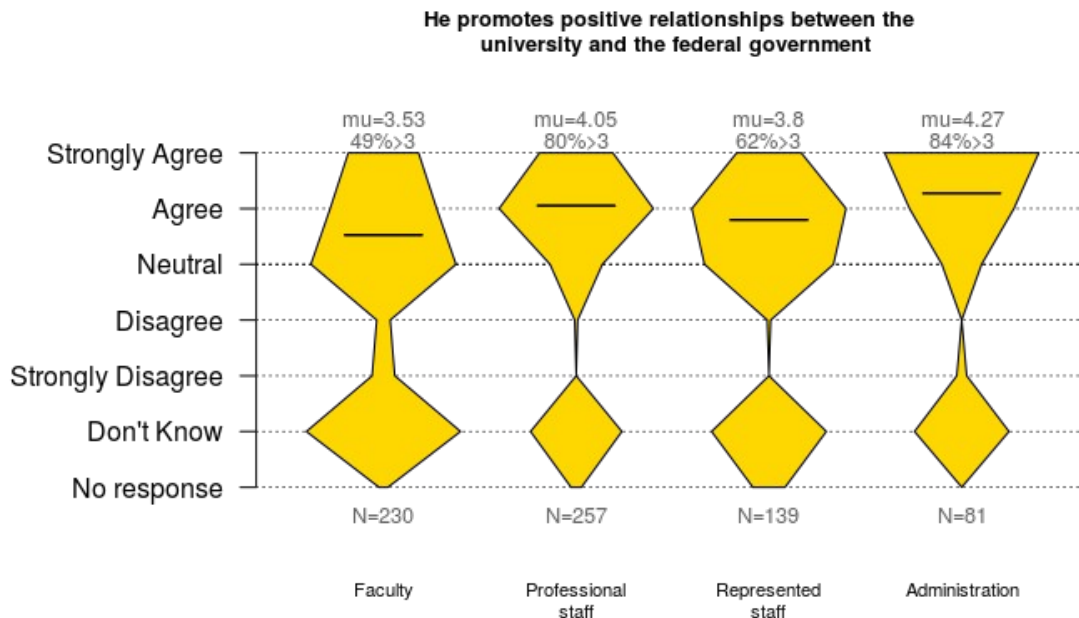 He promotes positive relationships between the
university and the federal government
mu=3.53
49%>3
mu=4.05
80%>3
mu=3.8
62%>3
mu=4.27
84%>3
Strongly Agree
Agree
Neutral
Disagree
Strongly Disagree
Don't Know
No response
N=230
N=257
N=139
N=81
Faculty
Professional
staff
Represented
staff
Administration